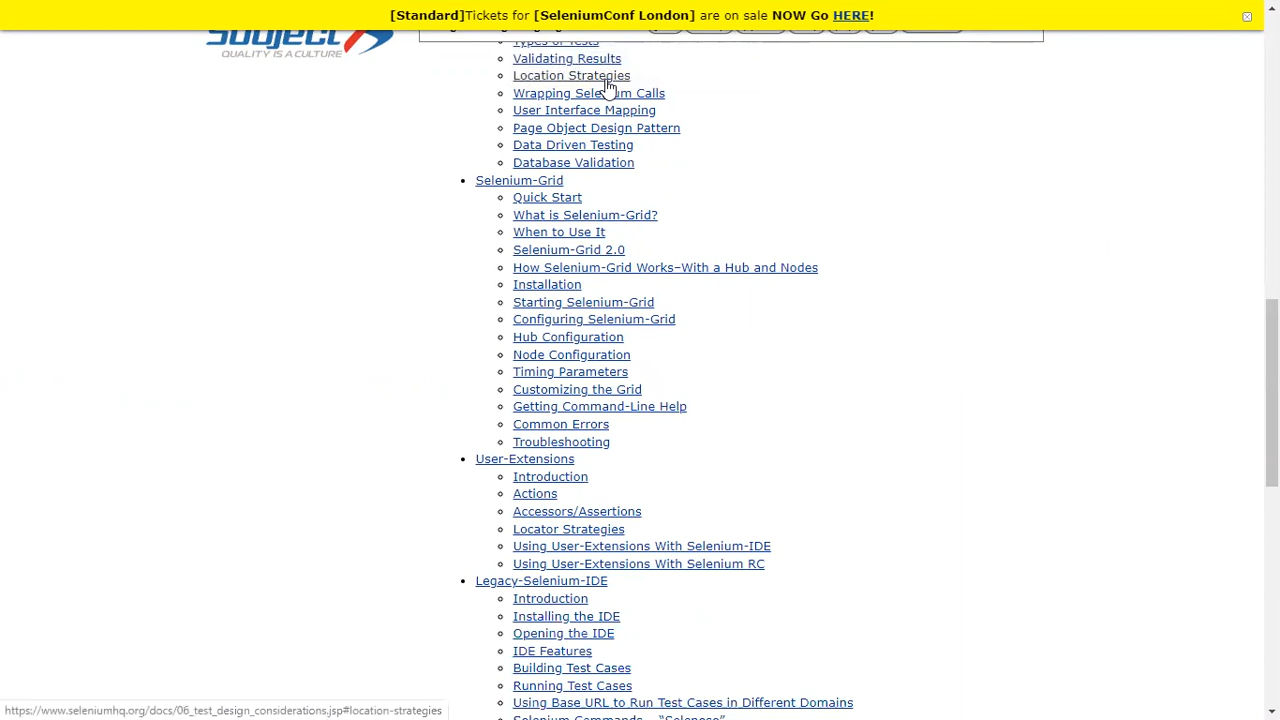 [Standard]Tickets for [SeleniumConf London] are on sale NOW Go HERE!
QUALITY IS A CULTURE
Types of Tests
Validating Results
Location Strategies
Wrapping Selenium Calls
User Interface Mapping
Page Object Design Pattern
Data Driven Testing
Database Validation
Selenium-Grid
Quick Start
What is Selenium-Grid?
When to Use It
Selenium-Grid 2.0
How Selenium-Grid Works–With a Hub and Nodes
Installation
Starting Selenium-Grid
Configuring Selenium-Grid
Hub Configuration
Node Configuration
Timing Parameters
Customizing the Grid
Getting Command-Line Help
Common Errors
Troubleshooting
User-Extensions
Introduction
Actions
Accessors/Assertions
Locator Strategies
Using User-Extensions With Selenium-IDE
Using User-Extensions With Selenium RC
Legacy-Selenium-IDE
Introduction
Installing the IDE
Opening the IDE
IDE Features
Building Test Cases
Running Test Cases
Using Base URL to Run Test Cases in Different Domains
Selenium Commands – “Selenese”
https://www.seleniumhq.org/docs/06_test_design_considerations.jsp#location-strategies